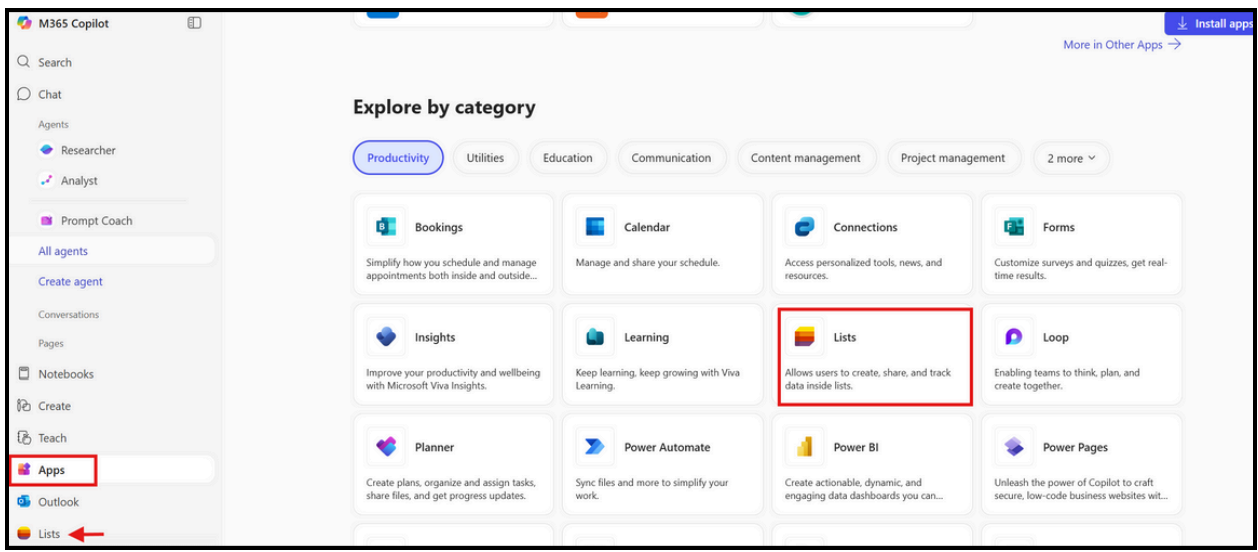 M365 Copilot
Search
Chat
Agents
Researcher
Analyst
Prompt Coach
All agents
Create agent
Conversations
Pages
Notebooks
Create
Teach
Apps
Outlook
Lists
Install apps
More in Other Apps →
Explore by category
Productivity
Utilities
Education
Communication
Content management
Project management
2 more
Bookings
Simplify how you schedule and manage
appointments both inside and outside...
Calendar
Manage and share your schedule.
Connections
Access personalized tools, news, and
resources.
Forms
Customize surveys and quizzes, get real-
time results.
Insights
Improve your productivity and wellbeing
with Microsoft Viva Insights.
Learning
Keep learning, keep growing with Viva
Learning.
Lists
Allows users to create, share, and track
data inside lists.
Loop
Enabling teams to think, plan, and
create together.
Planner
Create plans, organize and assign tasks,
share files, and get progress updates.
Power Automate
Sync files and more to simplify your
work.
Power BI
Create actionable, dynamic, and
engaging data dashboards you can...
Power Pages
Unleash the power of Copilot to craft
secure, low-code business websites wit...